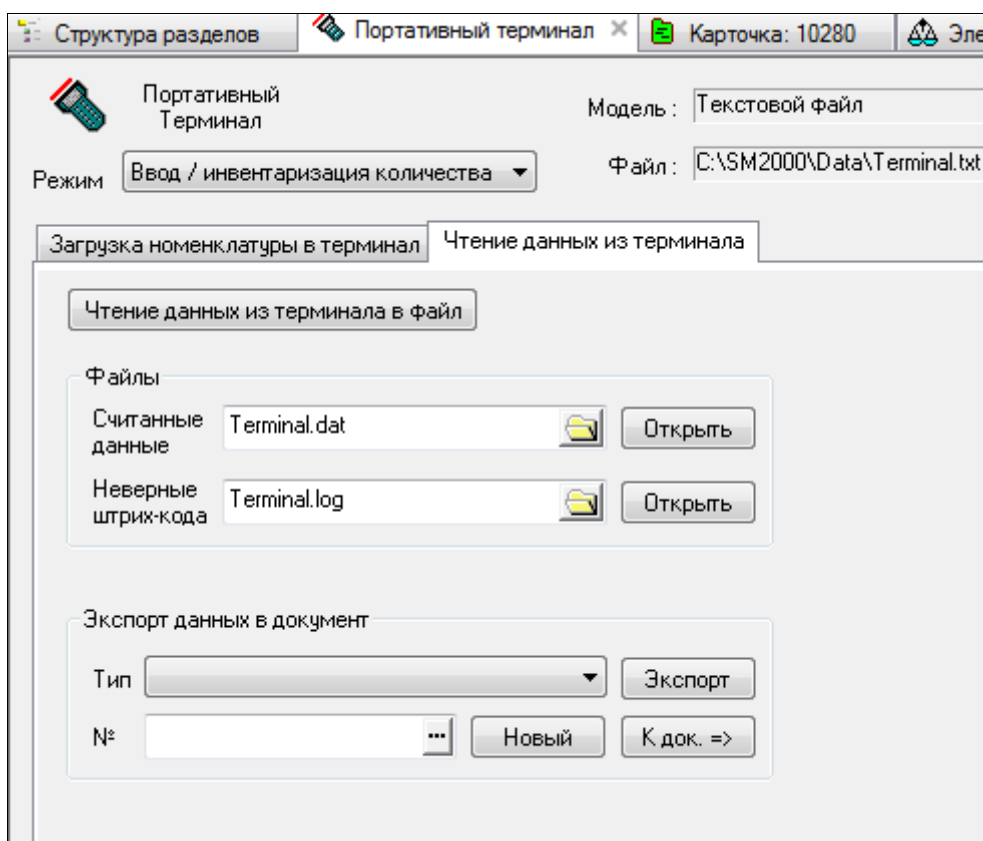 Структура разделов
Портативный терминал
Карточка: 10280
Эле
Портативный
Терминал
Модель :
Текстовой файл
Режим
Ввод / инвентаризация количества
Файл :
C:\SM2000\Data\Terminal.txt
Загрузка номенклатуры в терминал
Чтение данных из терминала
Чтение данных из терминала в файл
Файлы
Считанные
данные
Terminal.dat
Открыть
Неверные
штрих-кода
Terminal.log
Открыть
Экспорт данных в документ
Тип
Экспорт
№
...
Новый
К док. =>